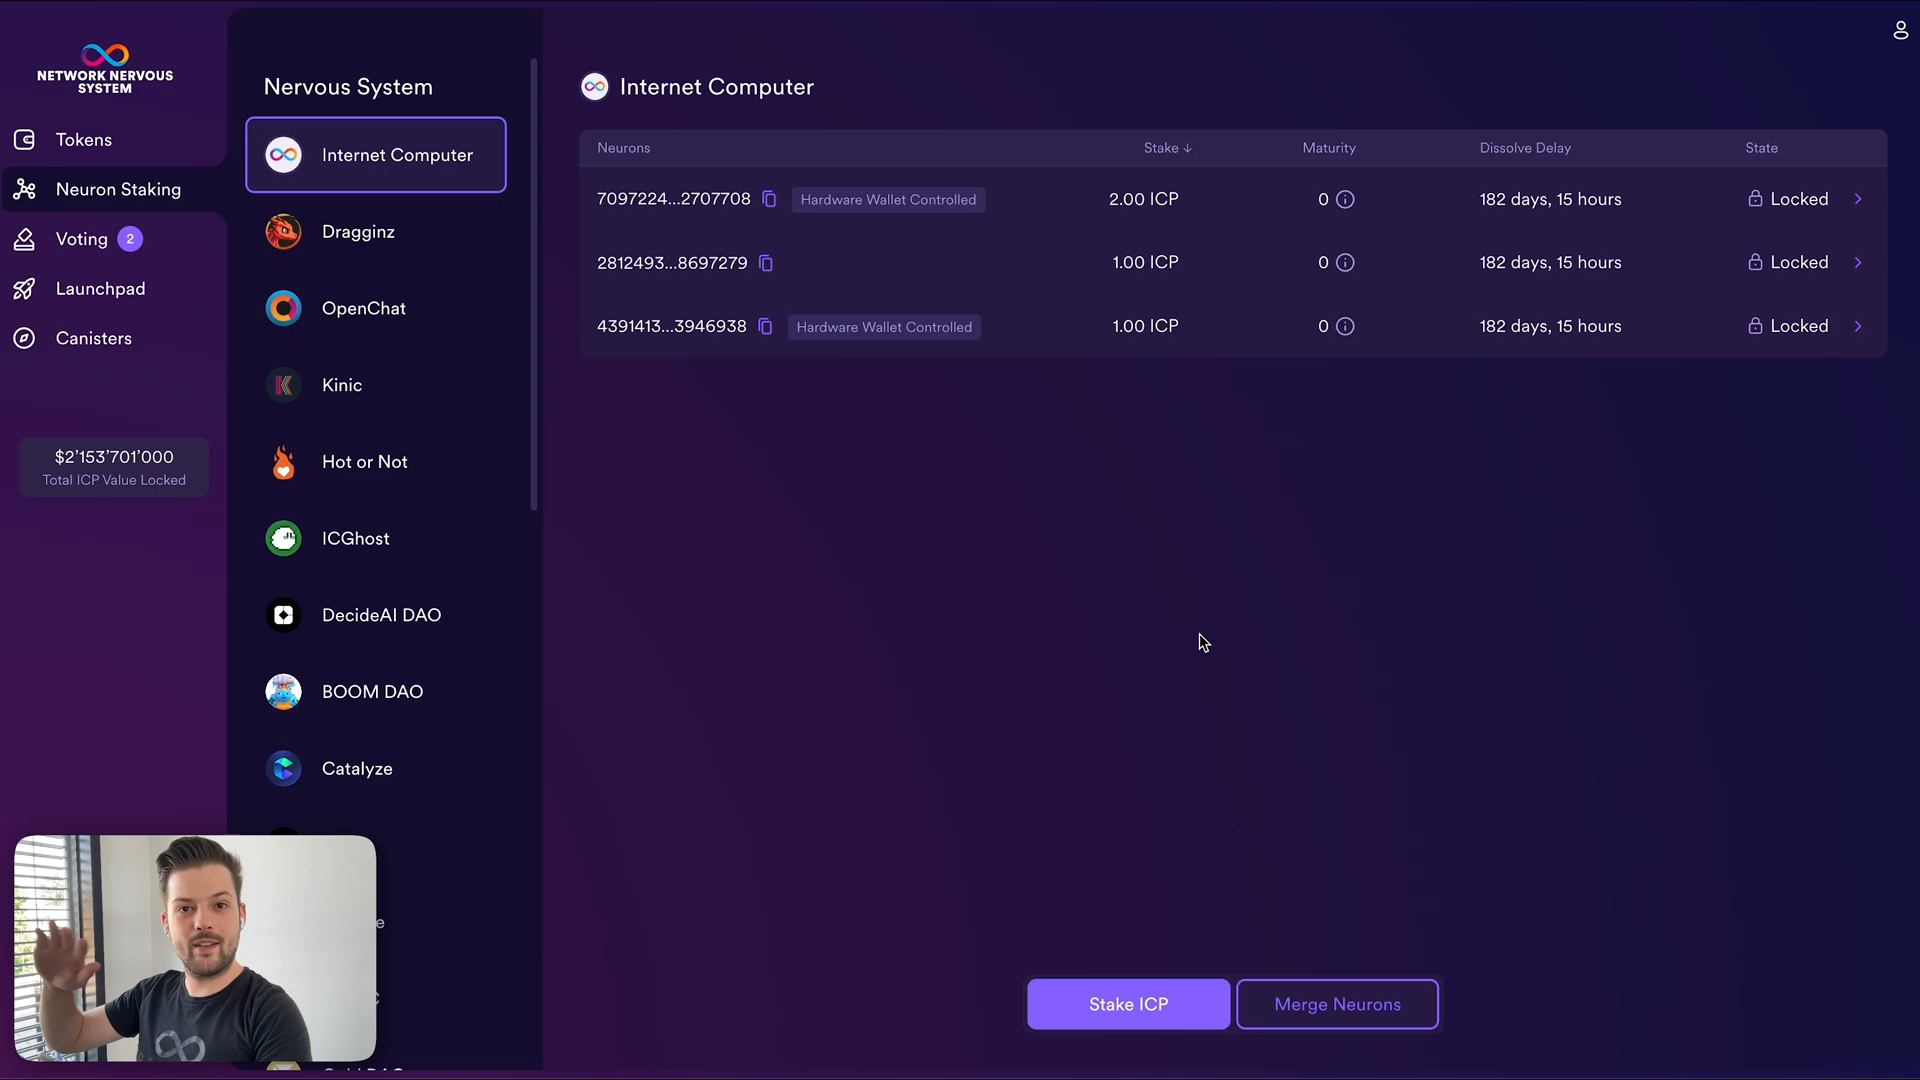 NETWORK NERVOUS
SYSTEM
Tokens
Neuron Staking
Voting 2
Launchpad
Canisters
$2’153’701’000
Total ICP Value Locked
Nervous System
Internet Computer
Dragginz
OpenChat
Kinic
Hot or Not
ICGhost
DecideAI DAO
BOOM DAO
Catalyze
Internet Computer
Neurons Stake Maturity Dissolve Delay State
7097224...2707708 Hardware Wallet Controlled 2.00 ICP 0 182 days, 15 hours Locked
2812493...8697279 1.00 ICP 0 182 days, 15 hours Locked
4391413...3946938 Hardware Wallet Controlled 1.00 ICP 0 182 days, 15 hours Locked
Stake ICP Merge Neurons